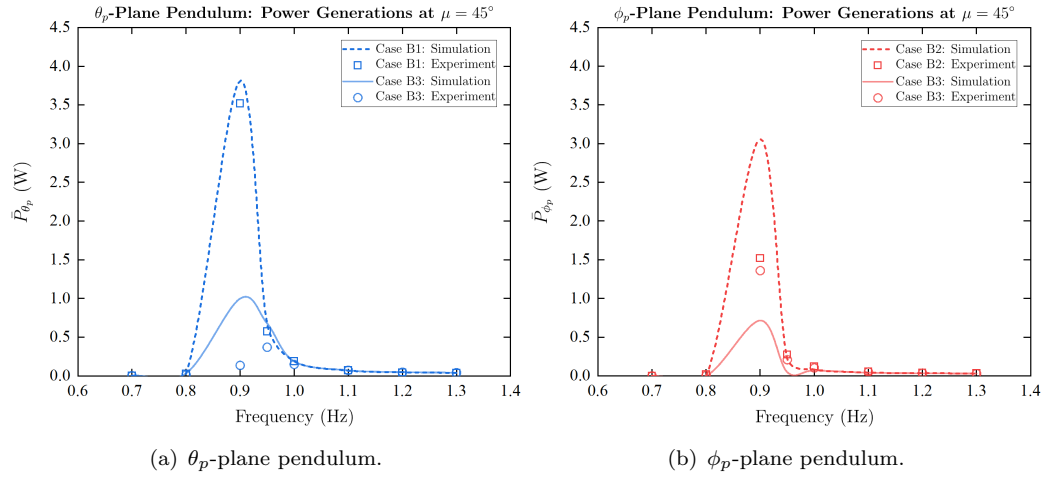 θp-Plane Pendulum: Power Generations at μ = 45°
4.5
4.0
3.5
3.0
2.5
2.0
1.5
1.0
0.5
0.0
P̄θp (W)
Case B1: Simulation
Case B1: Experiment
Case B3: Simulation
Case B3: Experiment
0.6 0.7 0.8 0.9 1.0 1.1 1.2 1.3 1.4
Frequency (Hz)
(a) θp-plane pendulum.
ϕp-Plane Pendulum: Power Generations at μ = 45°
4.5
4.0
3.5
3.0
2.5
2.0
1.5
1.0
0.5
0.0
P̄ϕp (W)
Case B2: Simulation
Case B2: Experiment
Case B3: Simulation
Case B3: Experiment
0.6 0.7 0.8 0.9 1.0 1.1 1.2 1.3 1.4
Frequency (Hz)
(b) ϕp-plane pendulum.